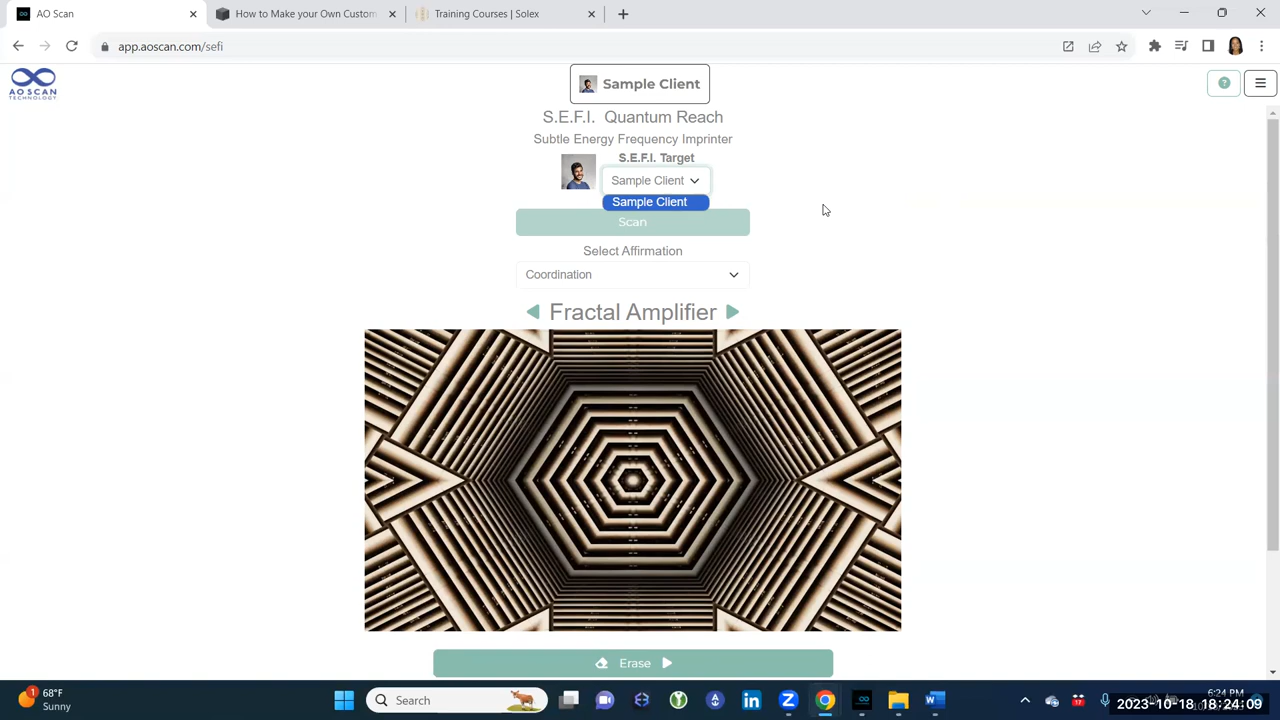 AO Scan
How to Make your Own Custom
Training Courses | Solex
app.aoscan.com/sefi
AO SCAN
TECHNOLOGY
Sample Client
S.E.F.I. Quantum Reach
Subtle Energy Frequency Imprinter
S.E.F.I. Target
Sample Client
Sample Client
Scan
Select Affirmation
Coordination
Fractal Amplifier
Erase
1
68°F
Sunny
Search
17
6:24 PM
2023-10-18 18:24:09